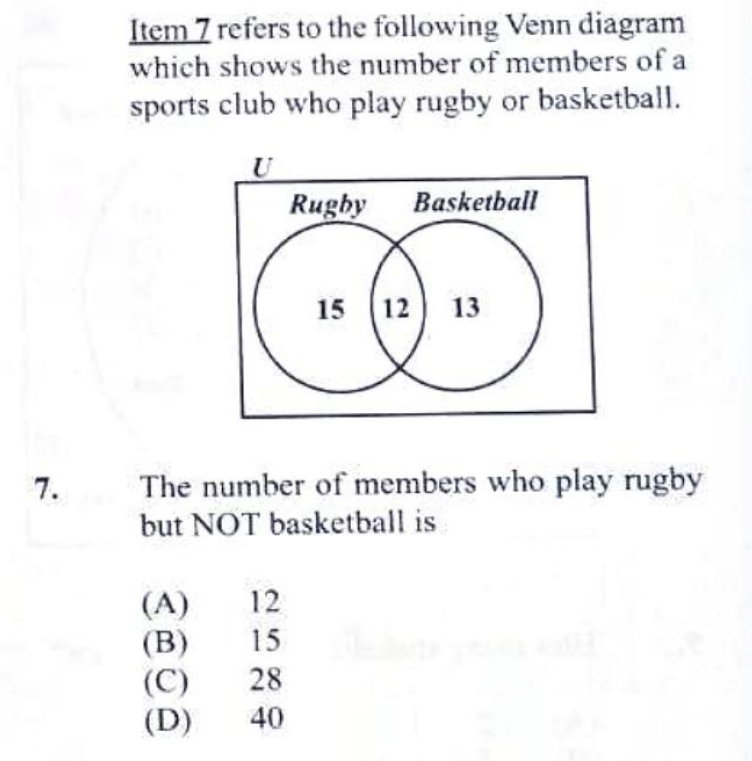 Item 7 refers to the following Venn diagram
which shows the number of members of a
sports club who play rugby or basketball.
U
Rugby Basketball
15 12 13
7. The number of members who play rugby
but NOT basketball is
(A) 12
(B) 15
(C) 28
(D) 40